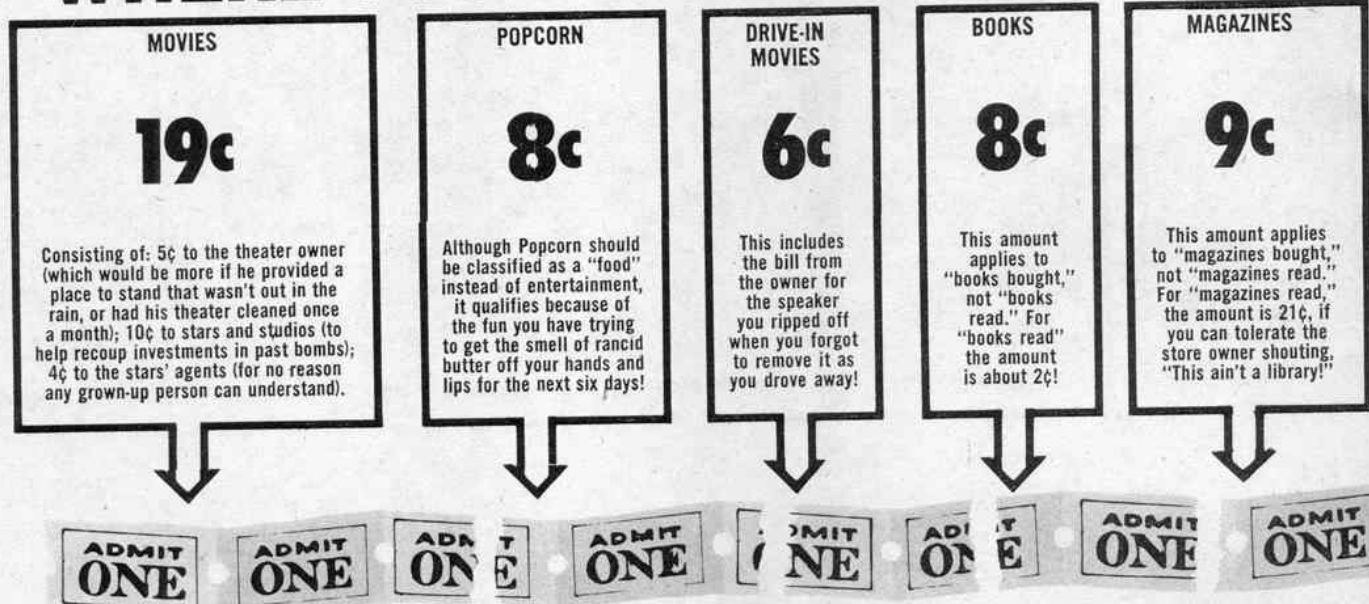 MOVIES
19¢
Consisting of: 5¢ to the theater owner
(which would be more if he provided a
place to stand that wasn't out in the
rain, or had his theater cleaned once
a month); 10¢ to stars and studios (to
help recoup investments in past bombs);
4¢ to the stars' agents (for no reason
any grown-up person can understand).
POPCORN
8¢
Although Popcorn should
be classified as a "food"
instead of entertainment,
it qualifies because of
the fun you have trying
to get the smell of rancid
butter off your hands and
lips for the next six days!
DRIVE-IN
MOVIES
6¢
This includes
the bill from
the owner for
the speaker
you ripped off
when you forgot
to remove it as
you drove away!
BOOKS
8¢
This amount
applies to
"books bought,"
not "books
read." For
"books read"
the amount
is about 2¢!
MAGAZINES
9¢
This amount applies
to "magazines bought,"
not "magazines read."
For "magazines read,"
the amount is 21¢, if
you can tolerate the
store owner shouting,
"This ain't a library!"
ADMIT
ONE
ADMIT
ONE
ADMIT
ONE
ADMIT
ONE
ADMIT
ONE
ADMIT
ONE